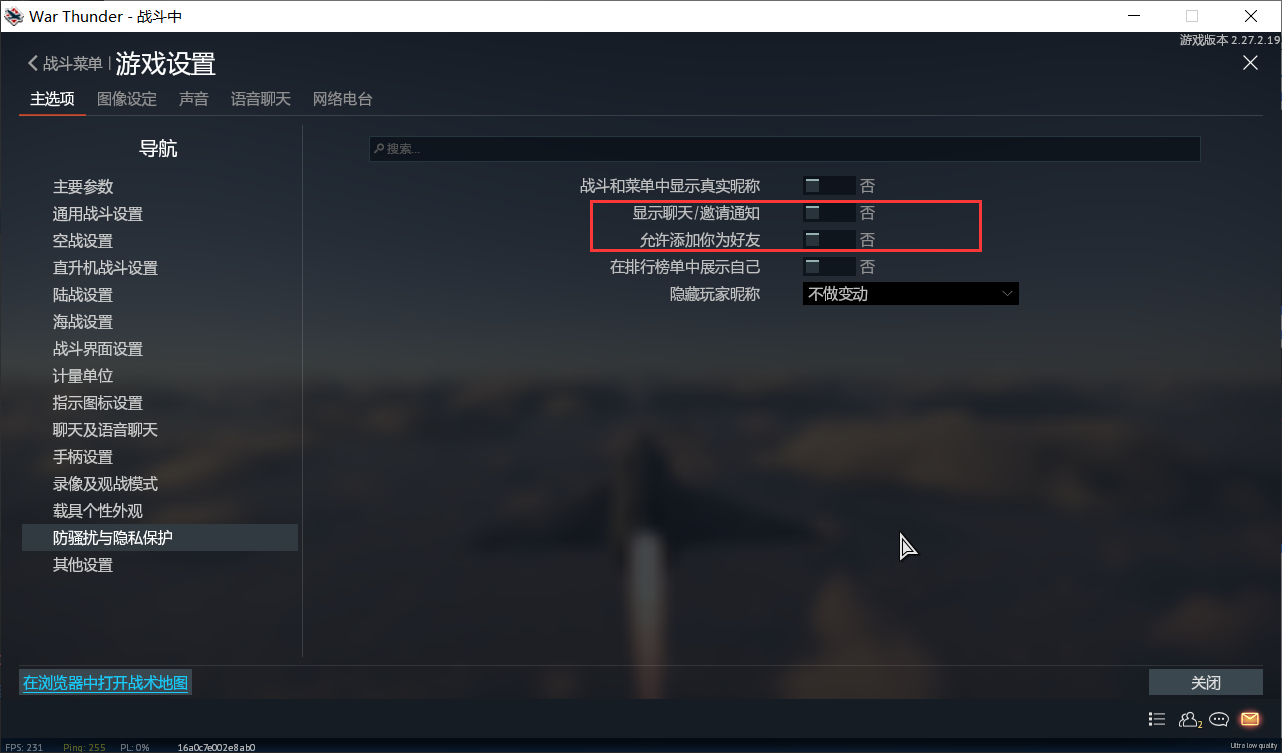 War Thunder - 战斗中
游戏版本 2.27.2.19
战斗菜单 | 游戏设置
主选项 图像设定 声音 语音聊天 网络电台
导航
搜索...
主要参数
通用战斗设置
空战设置
直升机战斗设置
陆战设置
海战设置
战斗界面设置
计量单位
指示图标设置
聊天及语音聊天
手柄设置
录像及观战模式
载具个性外观
防骚扰与隐私保护
其他设置
战斗和菜单中显示真实昵称 否
显示聊天/邀请通知 否
允许添加你为好友 否
在排行榜单中展示自己 否
隐藏玩家昵称 不做变动
在浏览器中打开战术地图
关闭
2
FPS: 231 Ping: 255 PL: 0% 16a0c7e002e8ab0
Ultra low quality